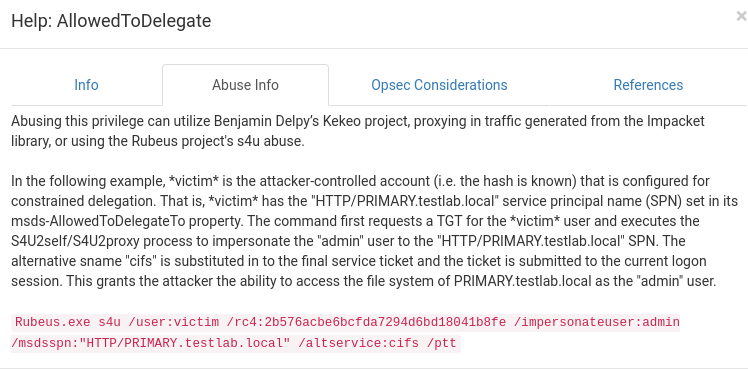 Help: AllowedToDelegate
×
Info
Abuse Info
Opsec Considerations
References
Abusing this privilege can utilize Benjamin Delpy’s Kekeo project, proxying in traffic generated from the Impacket
library, or using the Rubeus project's s4u abuse.
In the following example, *victim* is the attacker-controlled account (i.e. the hash is known) that is configured for
constrained delegation. That is, *victim* has the "HTTP/PRIMARY.testlab.local" service principal name (SPN) set in its
msds-AllowedToDelegateTo property. The command first requests a TGT for the *victim* user and executes the
S4U2self/S4U2proxy process to impersonate the "admin" user to the "HTTP/PRIMARY.testlab.local" SPN. The
alternative sname "cifs" is substituted in to the final service ticket and the ticket is submitted to the current logon
session. This grants the attacker the ability to access the file system of PRIMARY.testlab.local as the "admin" user.
Rubeus.exe s4u /user:victim /rc4:2b576acbe6bcfda7294d6bd18041b8fe /impersonateuser:admin
/msdsspn:"HTTP/PRIMARY.testlab.local" /altservice:cifs /ptt